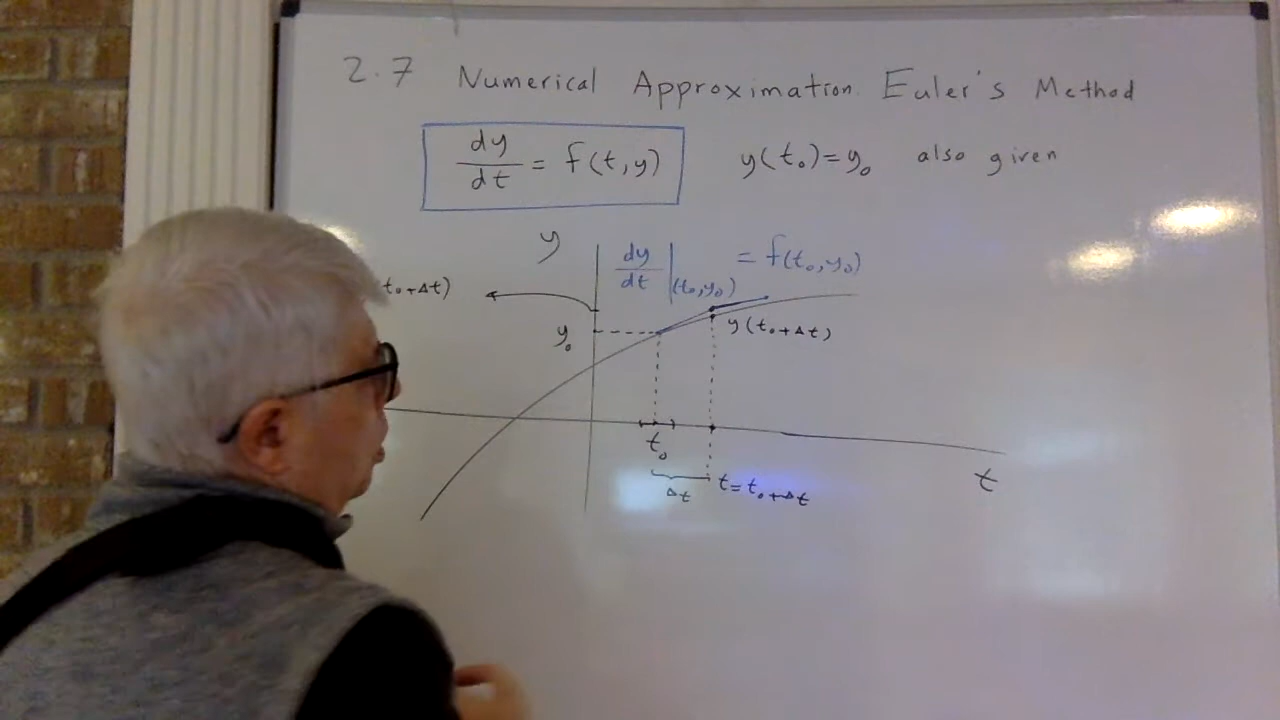 2.7 Numerical Approximation. Euler's Method
dy/dt = f(t,y) y(t₀)=y₀ also given
y dy/dt |(t₀,y₀) = f(t₀,y₀)
t₀+Δt)
y₀ y(t₀+Δt)
t₀
t
Δt t=t₀+Δt